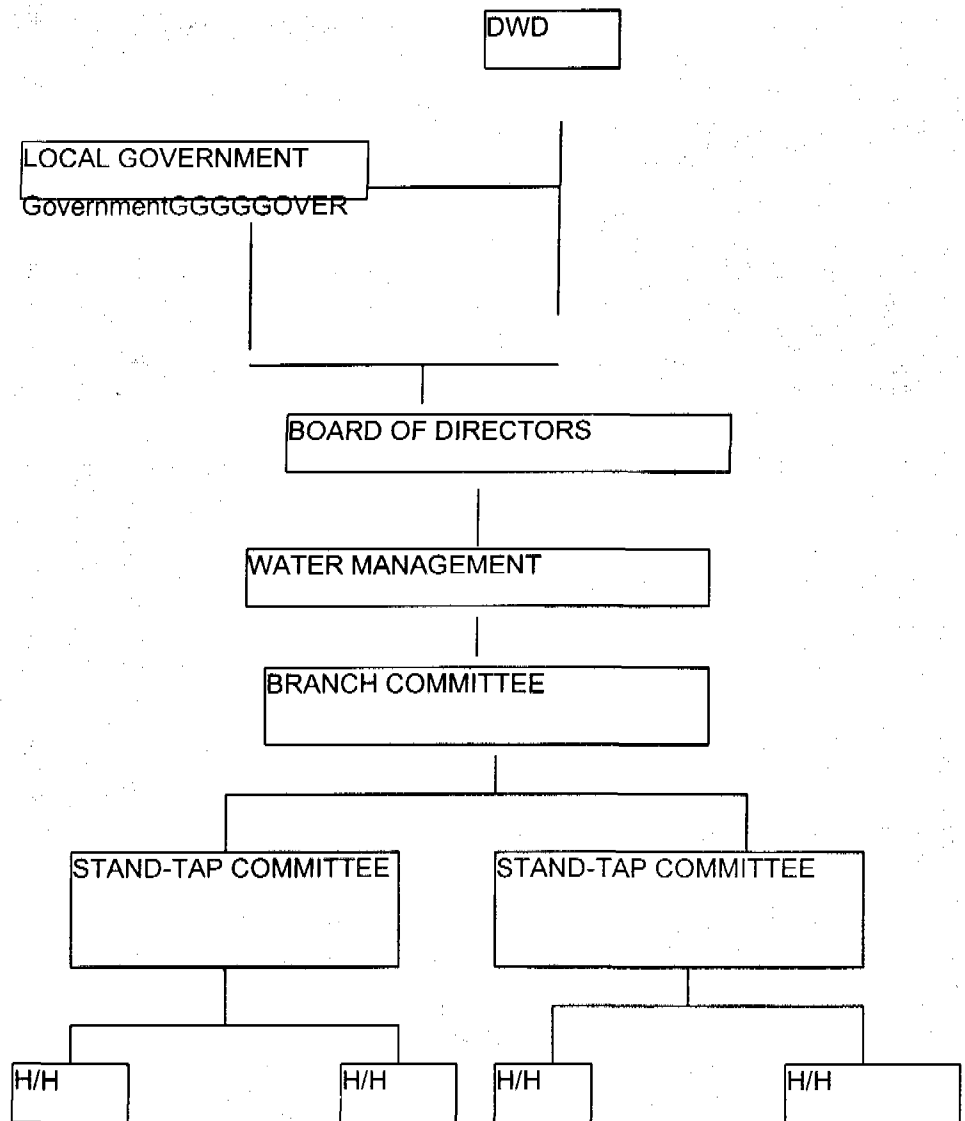 DWD
LOCAL GOVERNMENT
GovernmentGGGGGOVER
BOARD OF DIRECTORS
WATER MANAGEMENT
BRANCH COMMITTEE
STAND-TAP COMMITTEE
STAND-TAP COMMITTEE
H/H
H/H
H/H
H/H